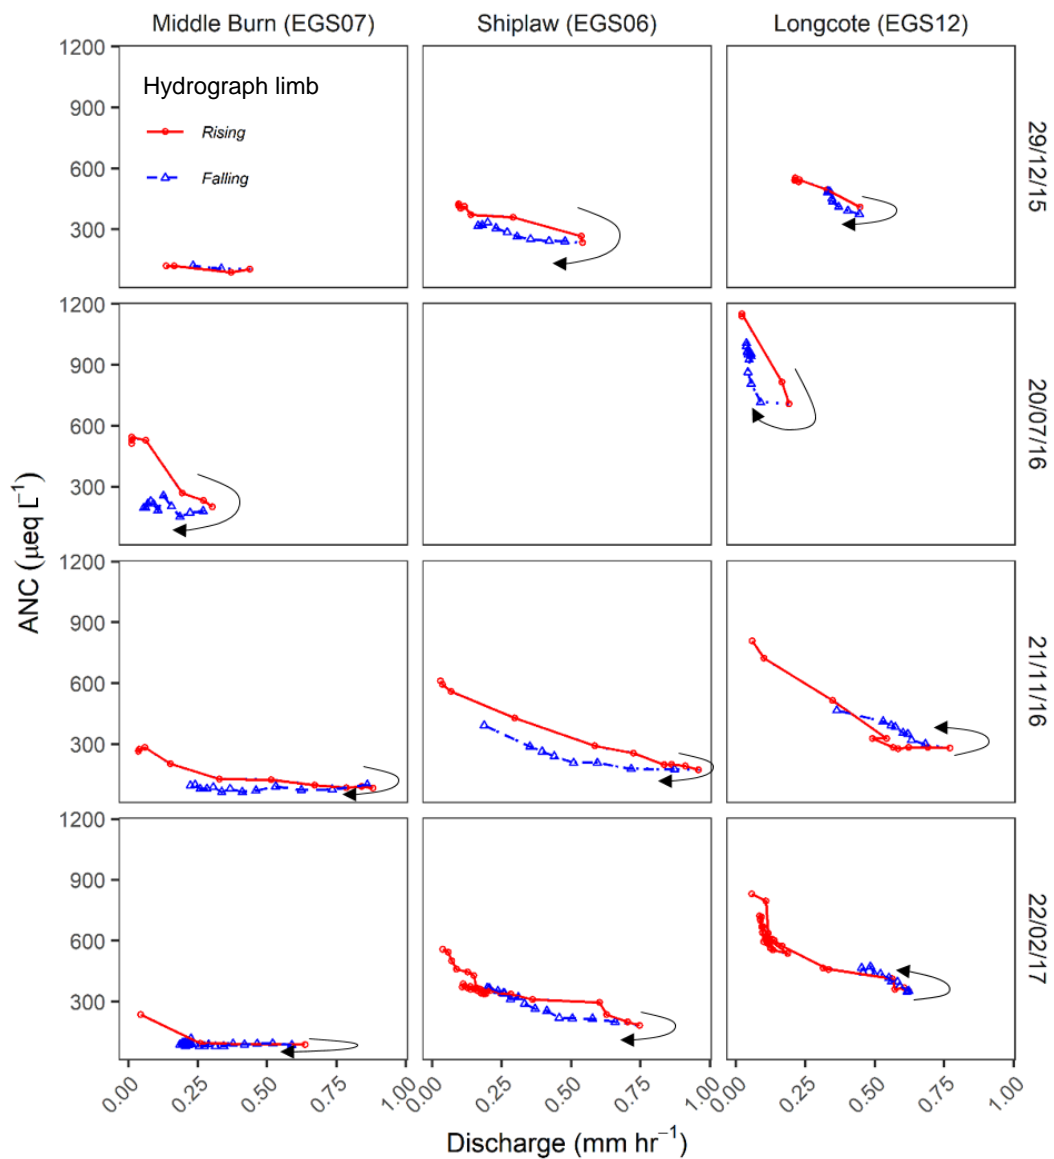 Middle Burn (EGS07) Shiplaw (EGS06) Longcote (EGS12)
Hydrograph limb
Rising
Falling
1200
900
600
300
29/12/15
1200
900
600
300
20/07/16
1200
900
600
300
21/11/16
1200
900
600
300
22/02/17
ANC (μeq L⁻¹)
0.00 0.25 0.50 0.75 1.00 0.00 0.25 0.50 0.75 1.00 0.00 0.25 0.50 0.75 1.00
Discharge (mm hr⁻¹)